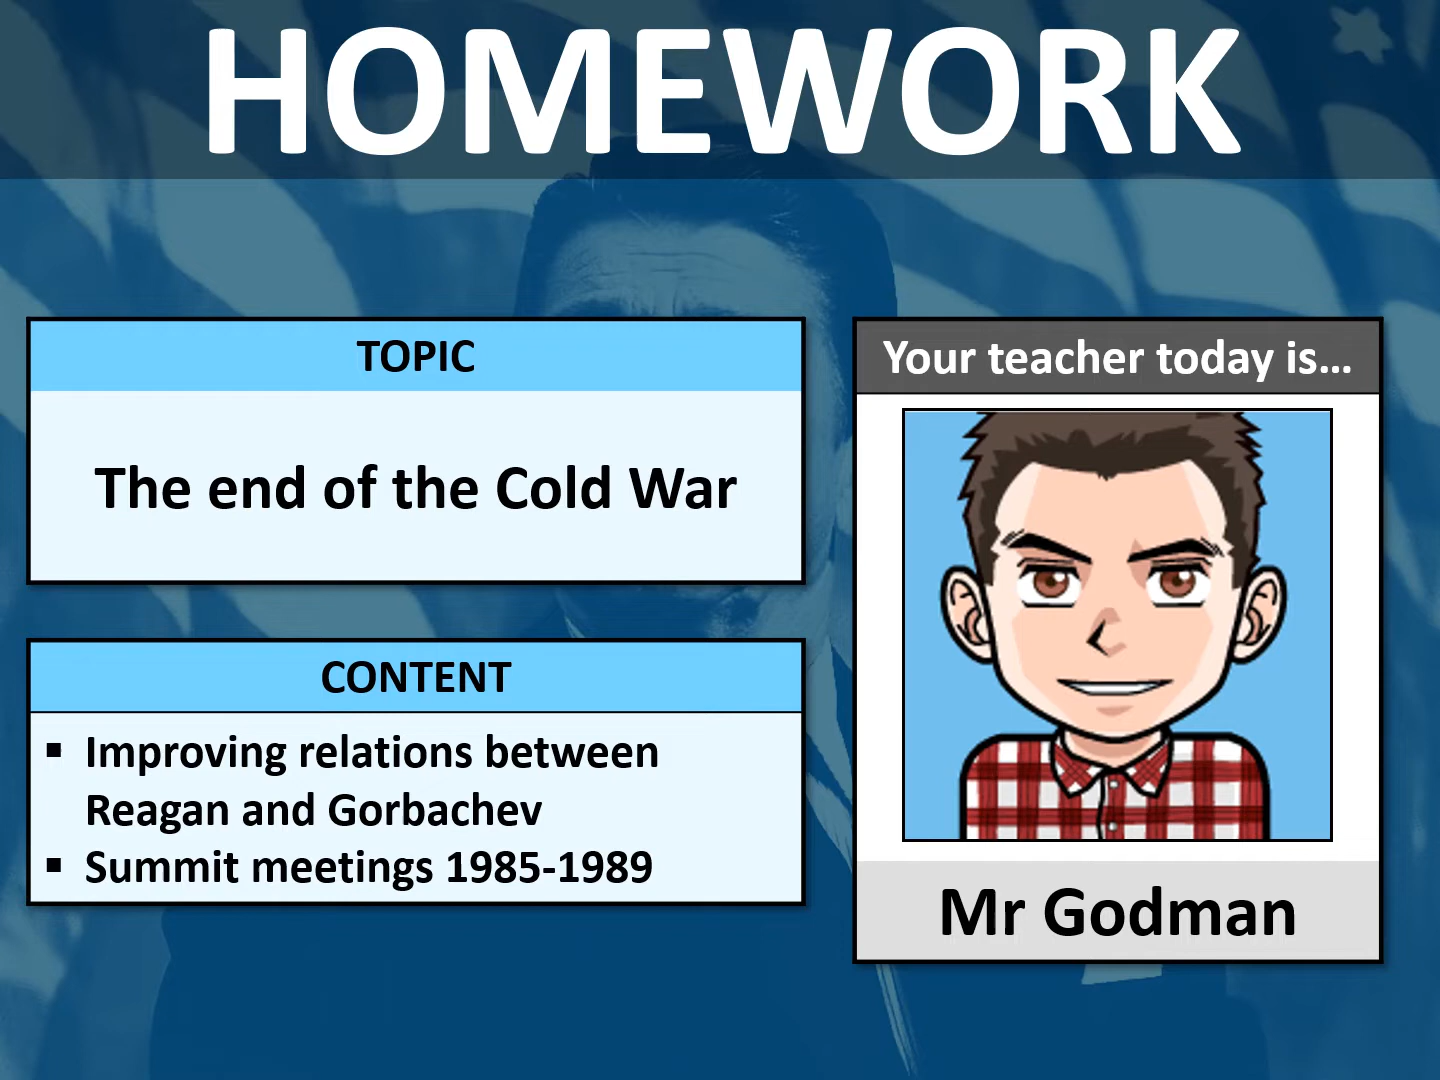 HOMEWORK
TOPIC
The end of the Cold War
CONTENT
▪ Improving relations between
Reagan and Gorbachev
▪ Summit meetings 1985-1989
Your teacher today is...
Mr Godman